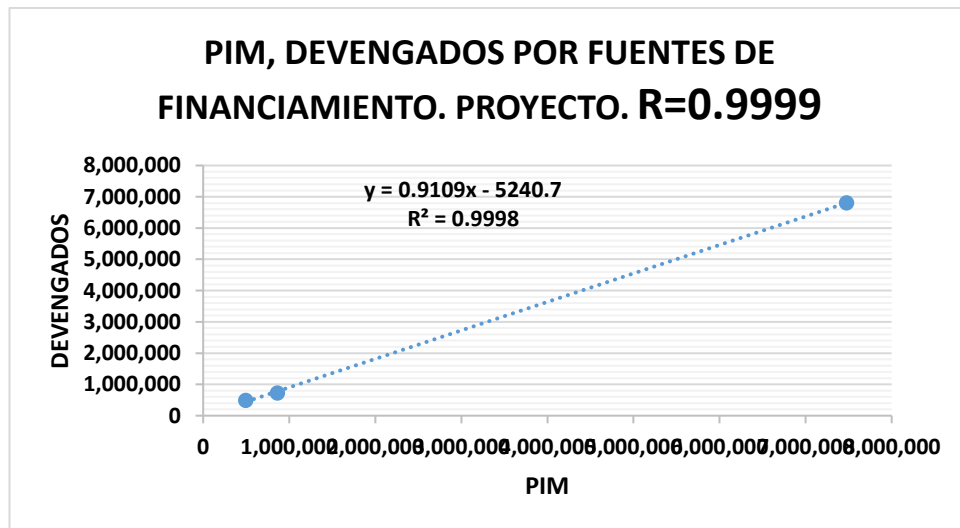 PIM, DEVENGADOS POR FUENTES DE
FINANCIAMIENTO. PROYECTO. R=0.9999
y = 0.9109x - 5240.7
R² = 0.9998
DEVENGADOS
8,000,000
7,000,000
6,000,000
5,000,000
4,000,000
3,000,000
2,000,000
1,000,000
0
0 1,000,000 2,000,000 3,000,000 4,000,000 5,000,000 6,000,000 7,000,000 8,000,000
PIM